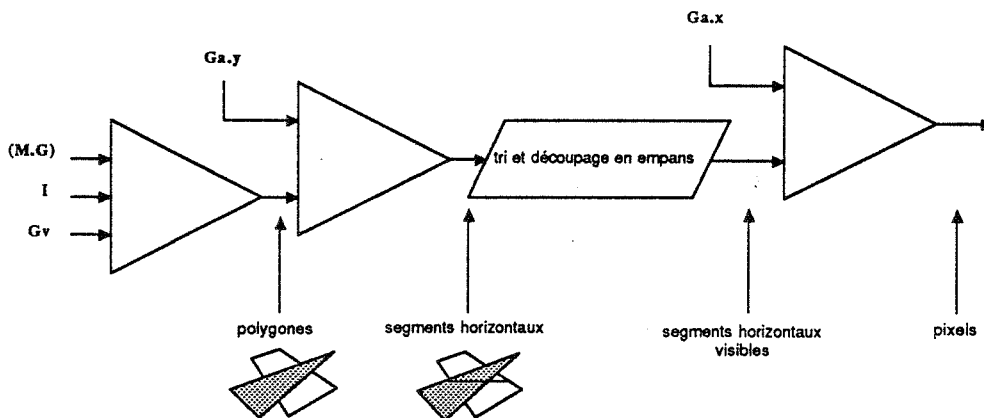 Ga.x
Ga.y
(M.G)
I
Gv
tri et découpage en empans
polygones
segments horizontaux
segments horizontaux
visibles
pixels